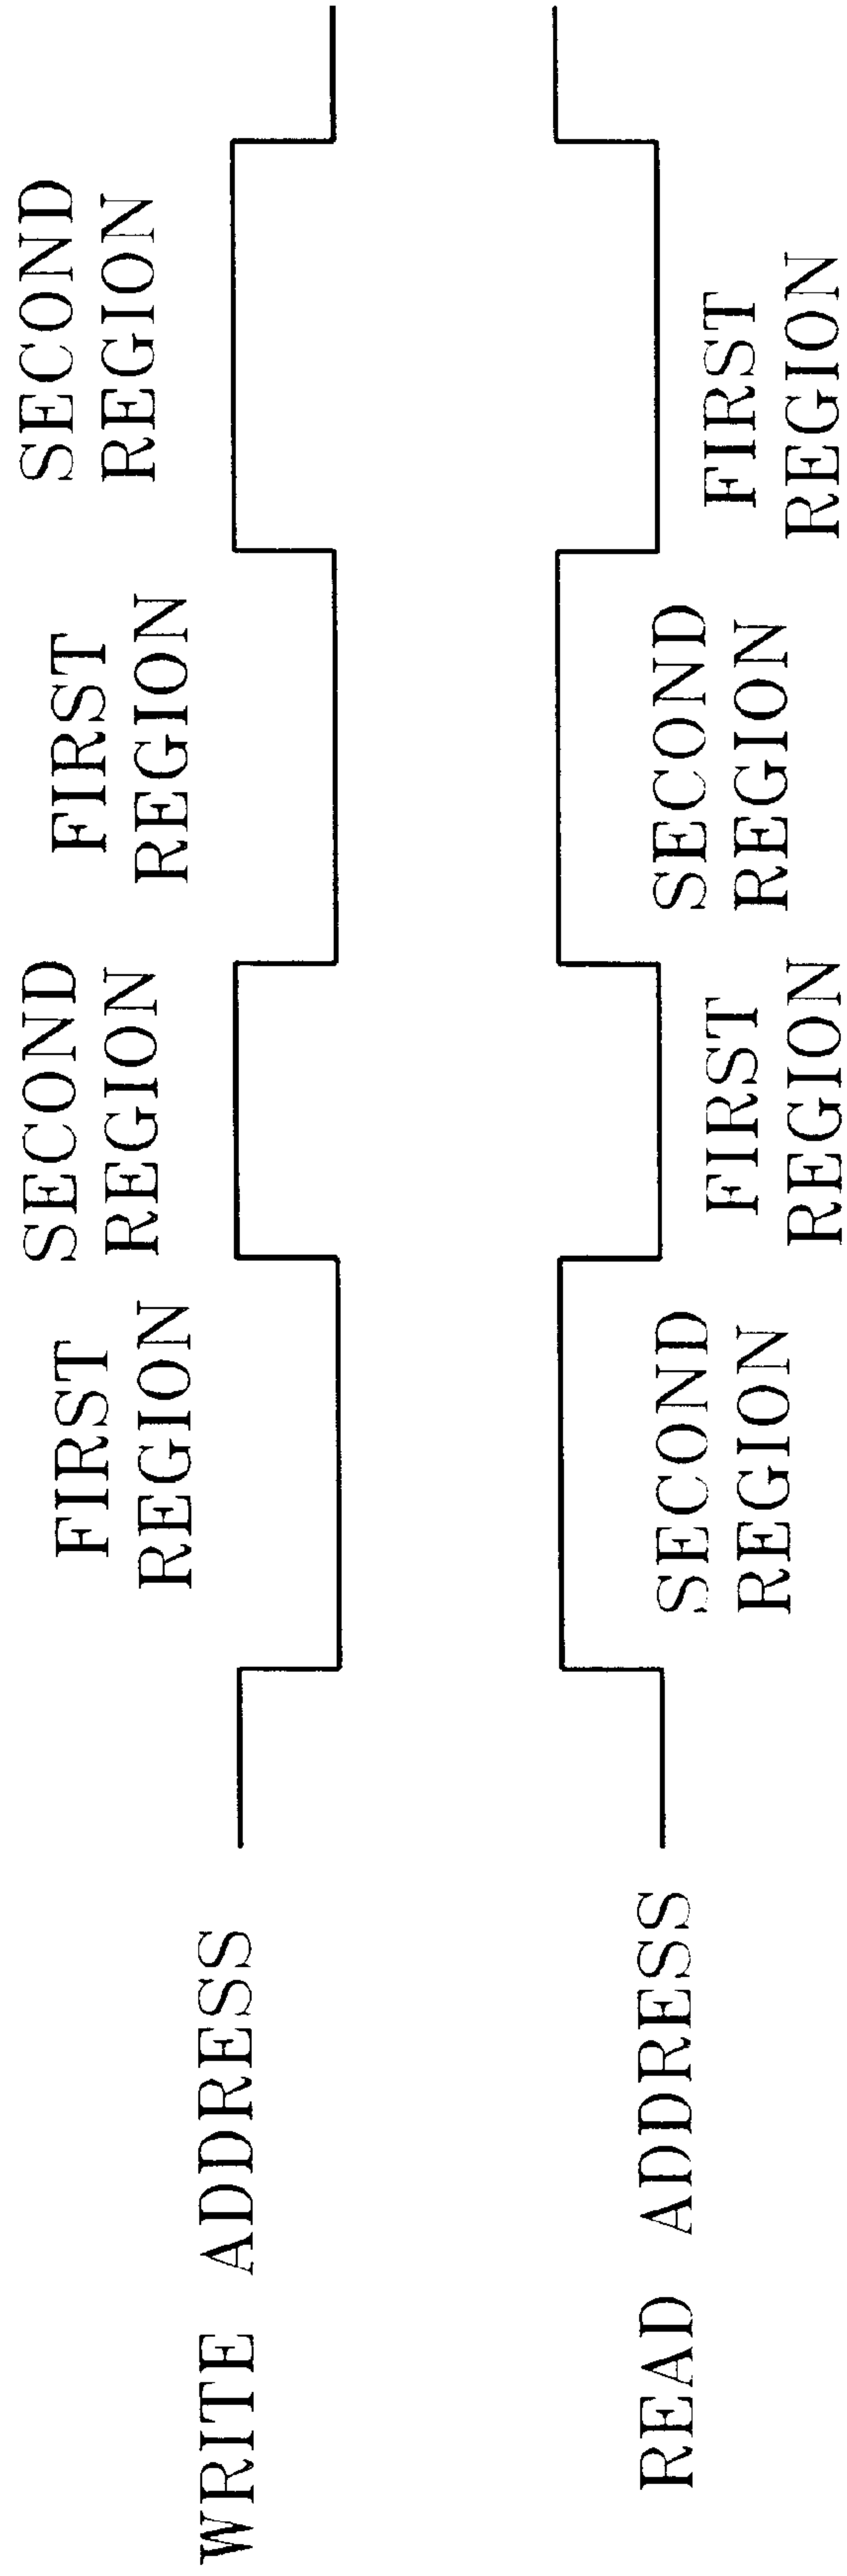 WRITE ADDRESS
FIRST
REGION
SECOND
REGION
FIRST
REGION
SECOND
REGION
READ ADDRESS
SECOND
REGION
FIRST
REGION
SECOND
REGION
FIRST
REGION